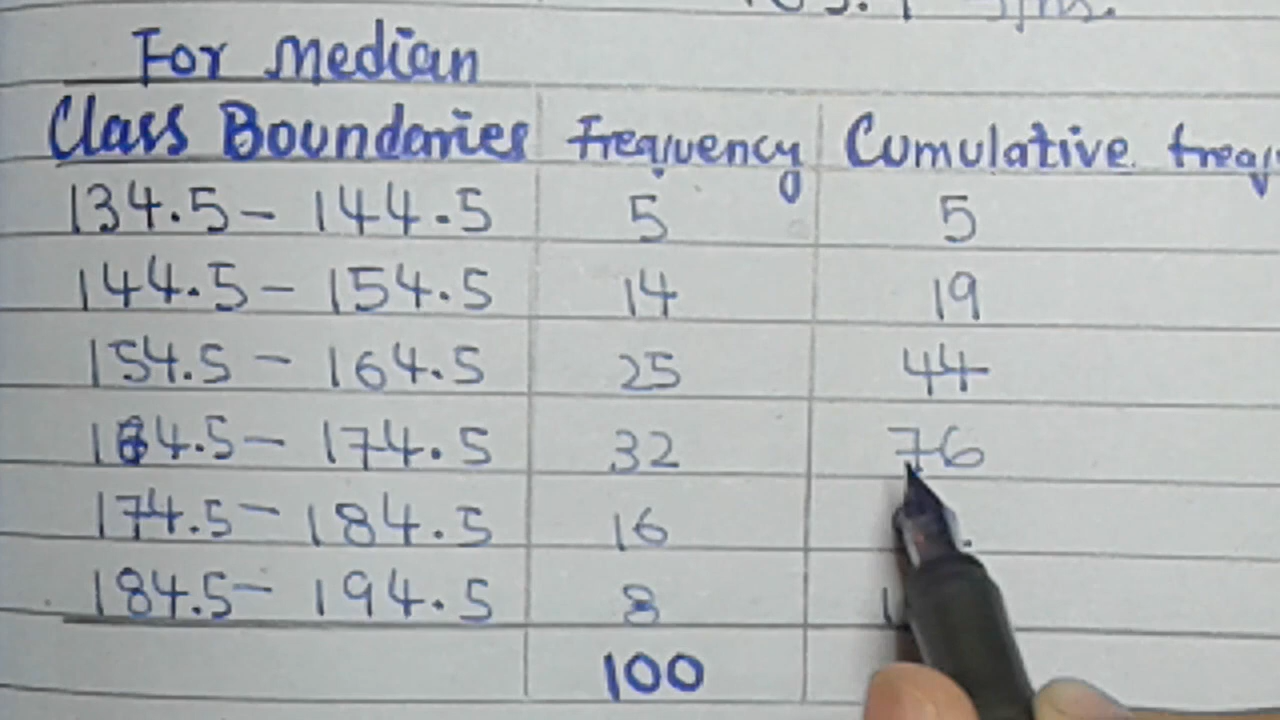 For Median
Class Boundaries Frequency Cumulative
134.5 - 144.5 5 5
144.5 - 154.5 14 19
154.5 - 164.5 25 44
164.5 - 174.5 32 76
174.5 - 184.5 16
184.5 - 194.5 8
100